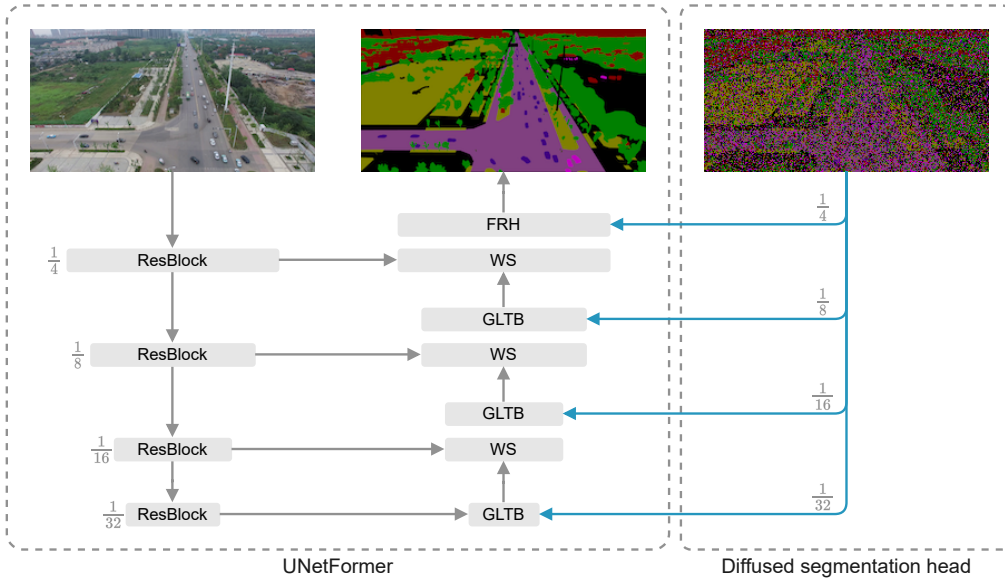 1/4
FRH
1/4
ResBlock
WS
1/8
GLTB
1/8
ResBlock
WS
1/16
GLTB
1/16
ResBlock
WS
1/32
1/32
ResBlock
GLTB
UNetFormer
Diffused segmentation head